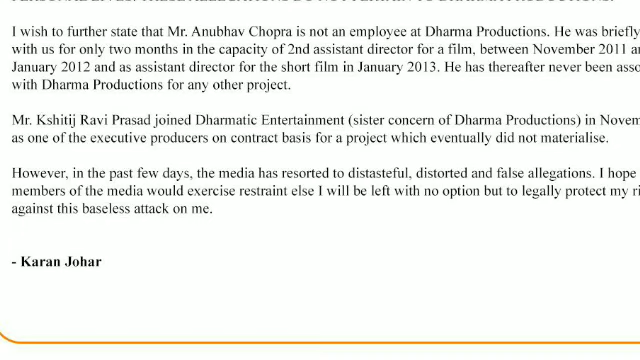 I wish to further state that Mr. Anubhav Chopra is not an employee at Dharma Productions. He was briefly
with us for only two months in the capacity of 2nd assistant director for a film, between November 2011
January 2012 and as assistant director for the short film in January 2013. He has thereafter never been
with Dharma Productions for any other project.
Mr. Kshitij Ravi Prasad joined Dharmatic Entertainment (sister concern of Dharma Productions) in
as one of the executive producers on contract basis for a project which eventually did not materialise.
However, in the past few days, the media has resorted to distasteful, distorted and false allegations. I hope
members of the media would exercise restraint else I will be left with no option but to legally protect my
against this baseless attack on me.
- Karan Johar